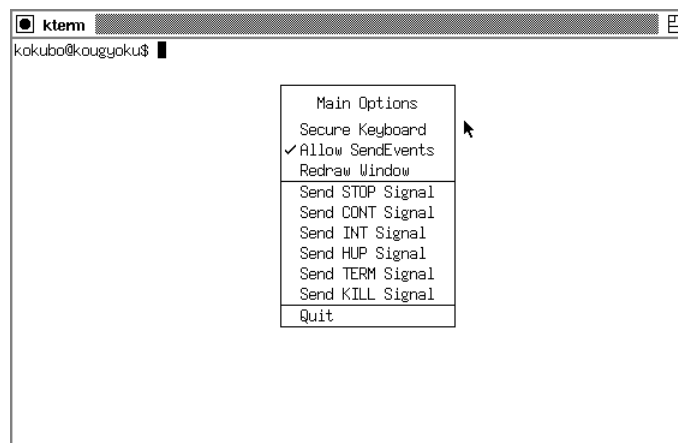 kterm
kokubo@kougyoku$
Main Options
Secure Keyboard
✓Allow SendEvents
Redraw Window
Send STOP Signal
Send CONT Signal
Send INT Signal
Send HUP Signal
Send TERM Signal
Send KILL Signal
Quit